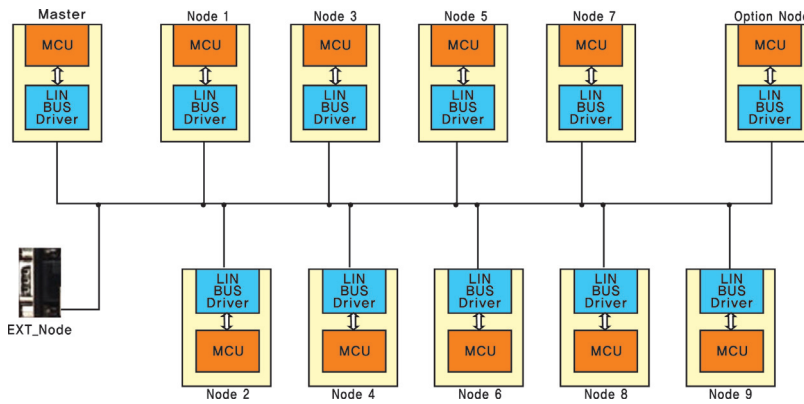 Master
Node 1
Node 3
Node 5
Node 7
Option Node
MCU
MCU
MCU
MCU
MCU
MCU
LIN
BUS
Driver
LIN
BUS
Driver
LIN
BUS
Driver
LIN
BUS
Driver
LIN
BUS
Driver
LIN
BUS
Driver
EXT_Node
LIN
BUS
Driver
LIN
BUS
Driver
LIN
BUS
Driver
LIN
BUS
Driver
LIN
BUS
Driver
MCU
MCU
MCU
MCU
MCU
Node 2
Node 4
Node 6
Node 8
Node 9